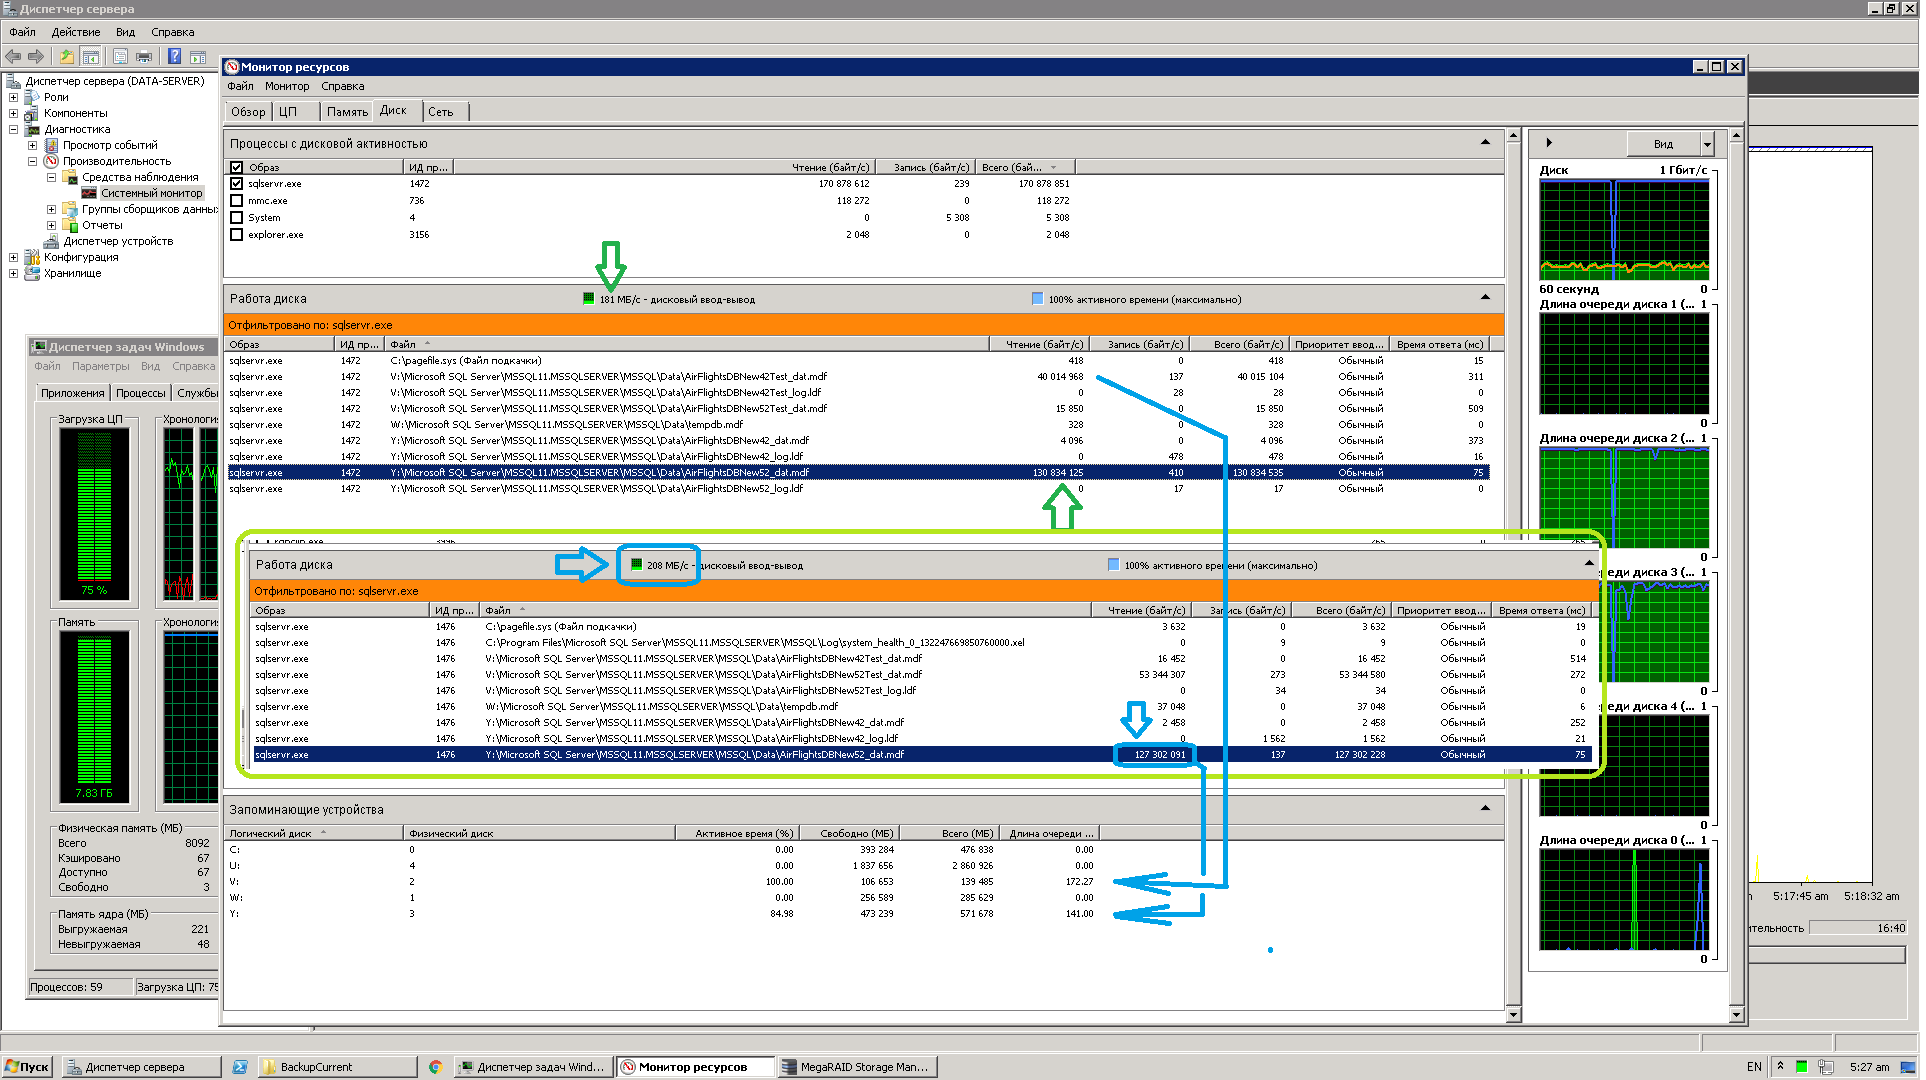 Диспетчер сервера
Файл Действие Вид Справка
Диспетчер сервера (DATA-SERVER)
Роли
Компоненты
Диагностика
Просмотр событий
Производительность
Средства наблюдения
Системный монитор
Группы сборщиков данны
Отчеты
Диспетчер устройств
Конфигурация
Хранилище
Монитор ресурсов
Файл Монитор Справка
Обзор ЦП Память Диск Сеть
Процессы с дисковой активностью
Образ ИД пр... Чтение (байт/с) Запись (байт/с) Всего (бай...
sqlservr.exe 1472 170 878 612 239 170 878 851
mmc.exe 736 118 272 0 118 272
System 4 0 5 308 5 308
explorer.exe 3156 2 048 0 2 048
Работа диска 181 МБ/с - дисковый ввод-вывод 100% активного времени (максимально)
Отфильтровано по: sqlservr.exe
Образ ИД пр... Файл Чтение (байт/с) Запись (байт/с) Всего (байт/с) Приоритет ввод... Время ответа (мс)
sqlservr.exe 1472 C:\pagefile.sys (Файл подкачки) 418 0 418 Обычный 15
sqlservr.exe 1472 V:\Microsoft SQL Server\MSSQL11.MSSQLSERVER\MSSQL\Data\AirFlightsDBNew42Test_dat.mdf 40 014 968 137 40 015 104 Обычный 311
sqlservr.exe 1472 V:\Microsoft SQL Server\MSSQL11.MSSQLSERVER\MSSQL\Data\AirFlightsDBNew42Test_log.ldf 0 28 28 Обычный 0
sqlservr.exe 1472 V:\Microsoft SQL Server\MSSQL11.MSSQLSERVER\MSSQL\Data\AirFlightsDBNew52Test_dat.mdf 15 850 0 15 850 Обычный 509
sqlservr.exe 1472 W:\Microsoft SQL Server\MSSQL11.MSSQLSERVER\MSSQL\Data\tempdb.mdf 328 0 328 Обычный 0
sqlservr.exe 1472 Y:\Microsoft SQL Server\MSSQL11.MSSQLSERVER\MSSQL\Data\AirFlightsDBNew42_dat.mdf 4 096 0 4 096 Обычный 373
sqlservr.exe 1472 Y:\Microsoft SQL Server\MSSQL11.MSSQLSERVER\MSSQL\Data\AirFlightsDBNew42_log.ldf 0 478 478 Обычный 16
sqlservr.exe 1472 Y:\Microsoft SQL Server\MSSQL11.MSSQLSERVER\MSSQL\Data\AirFlightsDBNew52_dat.mdf 130 834 125 410 130 834 535 Обычный 75
sqlservr.exe 1472 Y:\Microsoft SQL Server\MSSQL11.MSSQLSERVER\MSSQL\Data\AirFlightsDBNew52_log.ldf 0 17 17 Обычный 0
Работа диска 208 МБ/с - дисковый ввод-вывод 100% активного времени (максимально)
Отфильтровано по: sqlservr.exe
Образ ИД пр... Файл Чтение (байт/с) Запись (байт/с) Всего (байт/с) Приоритет ввод... Время ответа (мс)
sqlservr.exe 1476 C:\pagefile.sys (Файл подкачки) 3 632 0 3 632 Обычный 19
sqlservr.exe 1476 C:\Program Files\Microsoft SQL Server\MSSQL11.MSSQLSERVER\MSSQL\Log\system_health_0_132247669850760000.xel 0 9 9 Обычный 0
sqlservr.exe 1476 V:\Microsoft SQL Server\MSSQL11.MSSQLSERVER\MSSQL\Data\AirFlightsDBNew42Test_dat.mdf 16 452 0 16 452 Обычный 514
sqlservr.exe 1476 V:\Microsoft SQL Server\MSSQL11.MSSQLSERVER\MSSQL\Data\AirFlightsDBNew52Test_dat.mdf 53 344 307 273 53 344 580 Обычный 272
sqlservr.exe 1476 V:\Microsoft SQL Server\MSSQL11.MSSQLSERVER\MSSQL\Data\AirFlightsDBNew52Test_log.ldf 0 34 34 Обычный 0
sqlservr.exe 1476 W:\Microsoft SQL Server\MSSQL11.MSSQLSERVER\MSSQL\Data\tempdb.mdf 37 048 0 37 048 Обычный 6
sqlservr.exe 1476 Y:\Microsoft SQL Server\MSSQL11.MSSQLSERVER\MSSQL\Data\AirFlightsDBNew42_dat.mdf 2 458 0 2 458 Обычный 252
sqlservr.exe 1476 Y:\Microsoft SQL Server\MSSQL11.MSSQLSERVER\MSSQL\Data\AirFlightsDBNew42_log.ldf 0 1 562 1 562 Обычный 21
sqlservr.exe 1476 Y:\Microsoft SQL Server\MSSQL11.MSSQLSERVER\MSSQL\Data\AirFlightsDBNew52_dat.mdf 127 302 091 137 127 302 228 Обычный 75
Запоминающие устройства
Логический диск Физический диск Активное время (%) Свободно (МБ) Всего (МБ) Длина очереди ...
C: 0 0.00 393 284 476 838 0.00
U: 4 0.00 1 837 656 2 860 926 0.00
V: 2 100.00 106 653 139 485 172.27
W: 1 0.00 256 589 285 629 0.00
Y: 3 84.98 473 239 571 678 141.00
Вид
Диск 1 Гбит/с
60 секунд 0
Длина очереди диска 1 (... 1
0
Длина очереди диска 2 (... 1
0
реди диска 3 (... 1
0
реди диска 4 (... 1
0
Длина очереди диска 0 (... 1
0
5:17:45 am 5:18:32 am
ительность 16:40
Диспетчер задач Windows
Файл Параметры Вид Справка
Приложения Процессы Службы
Загрузка ЦП Хронология
75 %
Память Хронология
7.83 ГБ
Физическая память (МБ)
Всего 8092
Кэшировано 67
Доступно 67
Свободно 3
Память ядра (МБ)
Выгружаемая 221
Невыгружаемая 48
Процессов: 59 Загрузка ЦП: 75
Пуск Диспетчер сервера BackupCurrent Диспетчер задач Wind... Монитор ресурсов MegaRAID Storage Man... EN 5:27 am